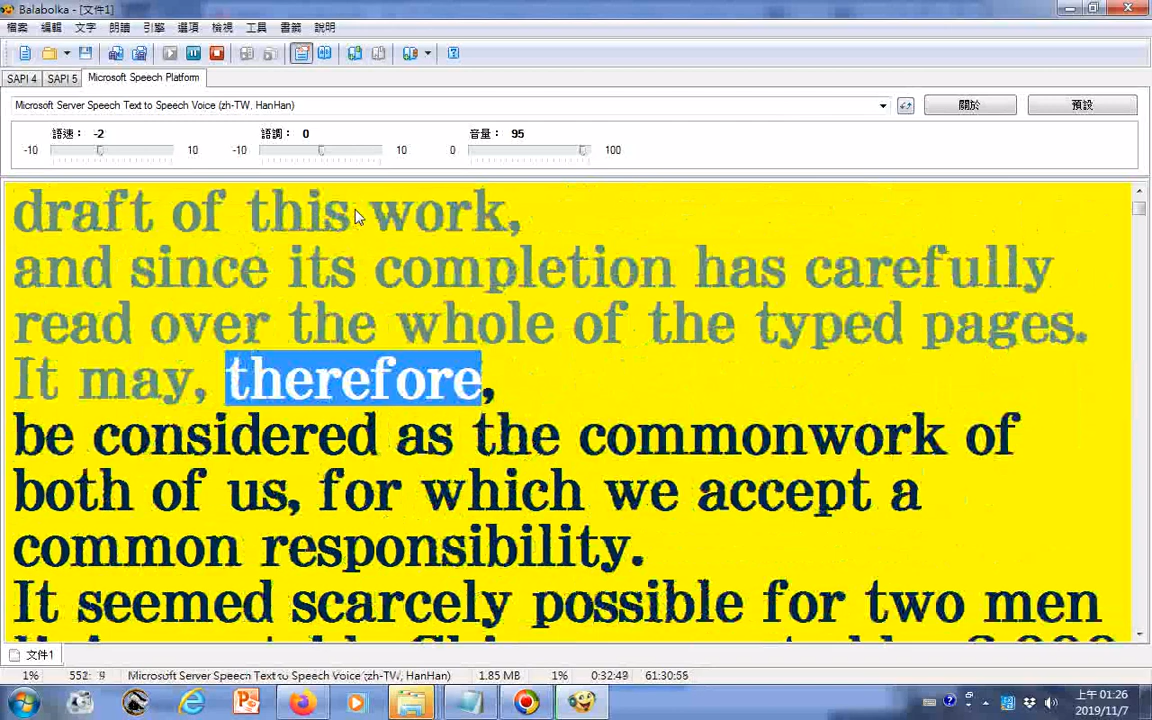 Balabolka - [文件1]
檔案 編輯 文字 朗讀 引擎 選項 檢視 工具 書籤 說明
SAPI 4 SAPI 5 Microsoft Speech Platform
Microsoft Server Speech Text to Speech Voice (zh-TW, HanHan) 關於 預設
語速： -2 語調： 0 音量： 95
-10 10 -10 10 0 100
draft of this work,
and since its completion has carefully
read over the whole of the typed pages.
It may, therefore,
be considered as the commonwork of
both of us, for which we accept a
common responsibility.
It seemed scarcely possible for two men
文件1
1% 552: 9 Microsoft Server Speech Text to Speech Voice (zh-TW, HanHan) 1.85 MB 1% 0:32:49 61:30:56
上午 01:26
2019/11/7